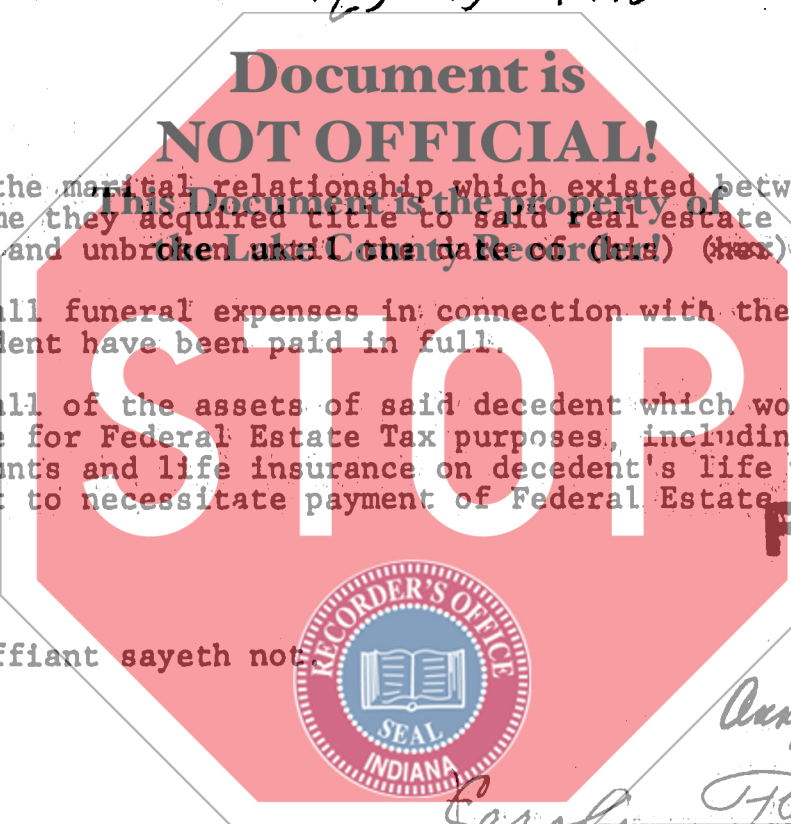 Document is
NOT OFFICIAL!
the marital relationship which existed betw
This Document is the property of
me they acquired title to said real estate
the Lake County Recorder!
and unbroken until the date of (his)
all funeral expenses in connection with the
dent have been paid in full.
all of the assets of said decedent which wo
e for Federal Estate Tax purposes, includin
unts and life insurance on decedent's life
t to necessitate payment of Federal Estate
STOP
F
ffiant sayeth not.
RECORDER'S OFFICE
SEAL
INDIANA